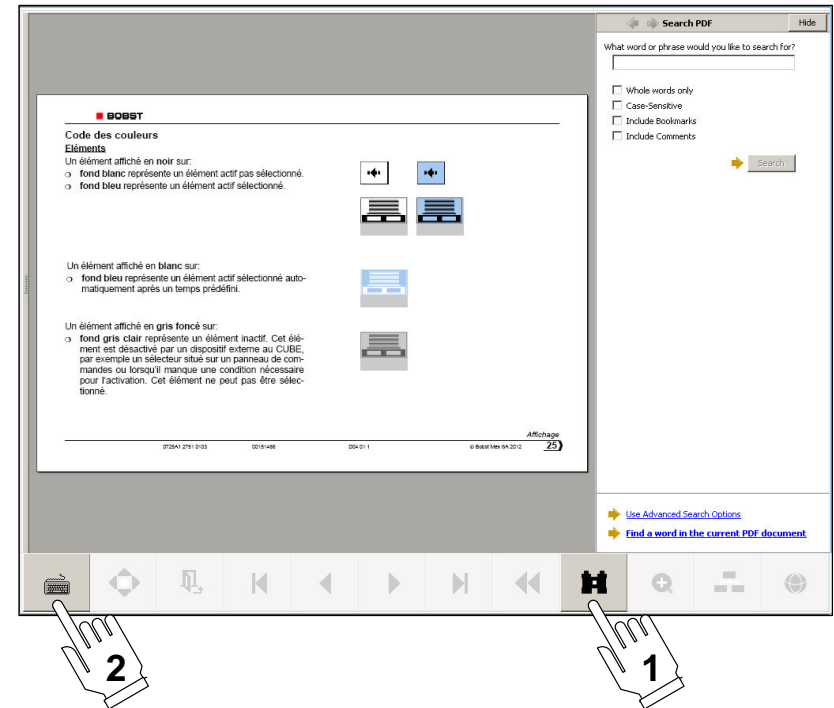 Search PDF
Hide
What word or phrase would you like to search for?
Whole words only
Case-Sensitive
Include Bookmarks
Include Comments
Search
BOBST
Code des couleurs
Eléments
Un élément affiché en noir sur:
fond blanc représente un élément actif pas sélectionné.
fond bleu représente un élément actif sélectionné.
Un élément affiché en blanc sur:
fond bleu représente un élément actif sélectionné auto-
matiquement après un temps prédéfini.
Un élément affiché en gris foncé sur:
fond gris clair représente un élément inactif. Cet élé-
ment est désactivé par un dispositif externe au CUBE,
par exemple un sélecteur situé sur un panneau de com-
mandes ou lorsqu'il manque une condition nécessaire
pour l'activation. Cet élément ne peut pas être sélec-
tionné.
Affichage
0725A1 2751 0103 00151488 D04 01 1 © Bobst Mex SA 2012 25
Use Advanced Search Options
Find a word in the current PDF document
2
1